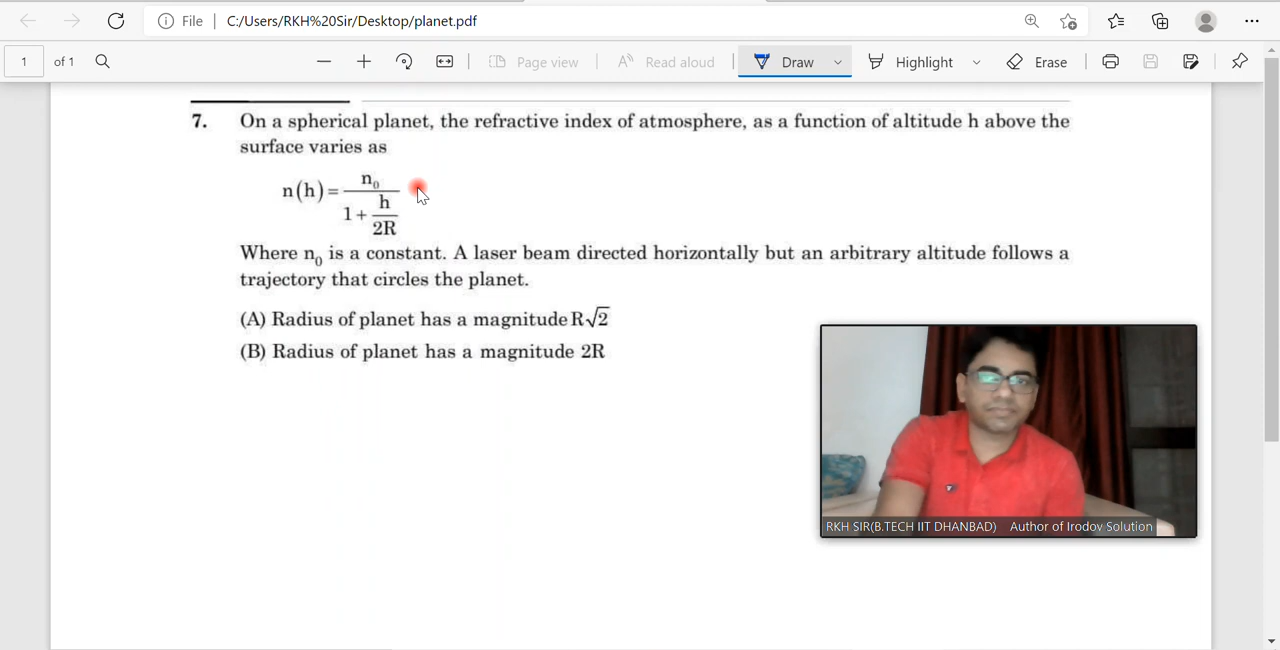 File | C:/Users/RKH%20Sir/Desktop/planet.pdf
1 of 1 Page view Read aloud Draw Highlight Erase
7. On a spherical planet, the refractive index of atmosphere, as a function of altitude h above the
surface varies as
n(h) = n₀ / (1 + h/2R)
Where n₀ is a constant. A laser beam directed horizontally but an arbitrary altitude follows a
trajectory that circles the planet.
(A) Radius of planet has a magnitude R√2
(B) Radius of planet has a magnitude 2R
RKH SIR(B.TECH IIT DHANBAD) Author of Irodov Solution